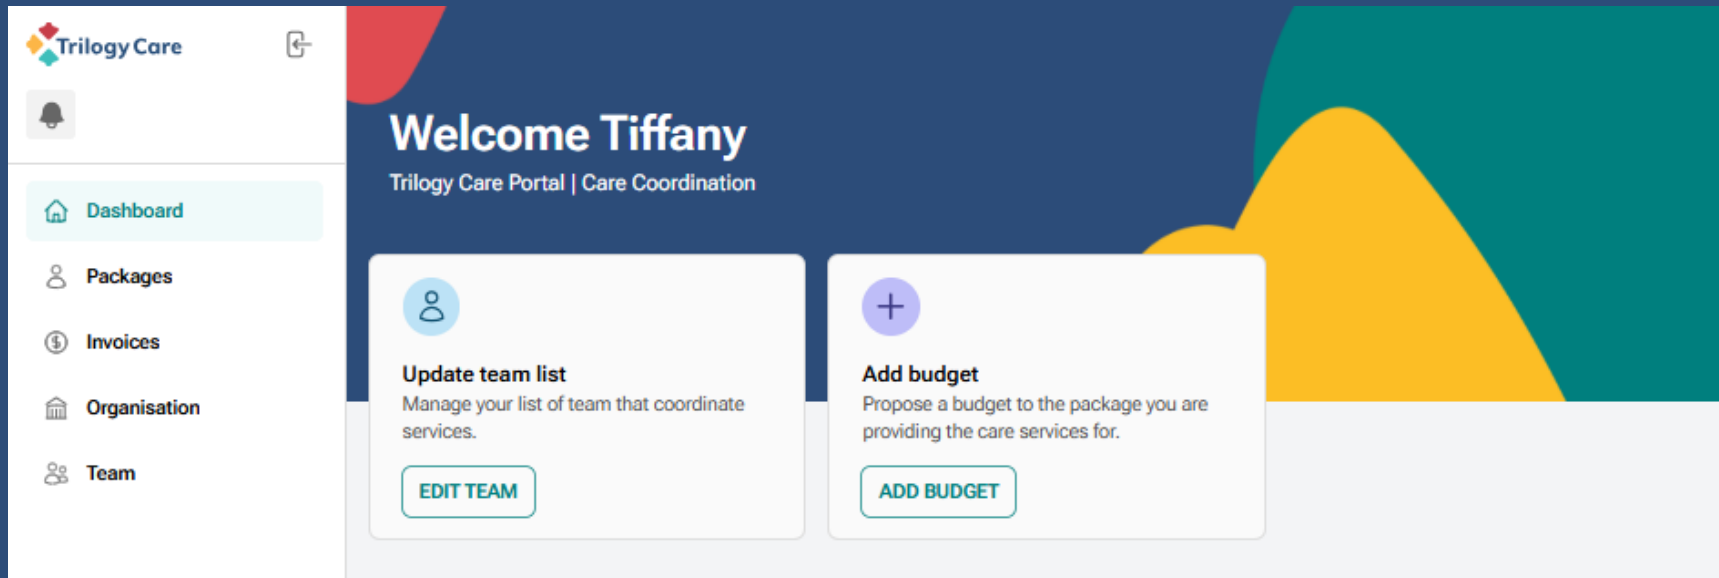 Trilogy Care
Dashboard
Packages
Invoices
Organisation
Team
Welcome Tiffany
Trilogy Care Portal | Care Coordination
Update team list
Manage your list of team that coordinate
services.
EDIT TEAM
Add budget
Propose a budget to the package you are
providing the care services for.
ADD BUDGET